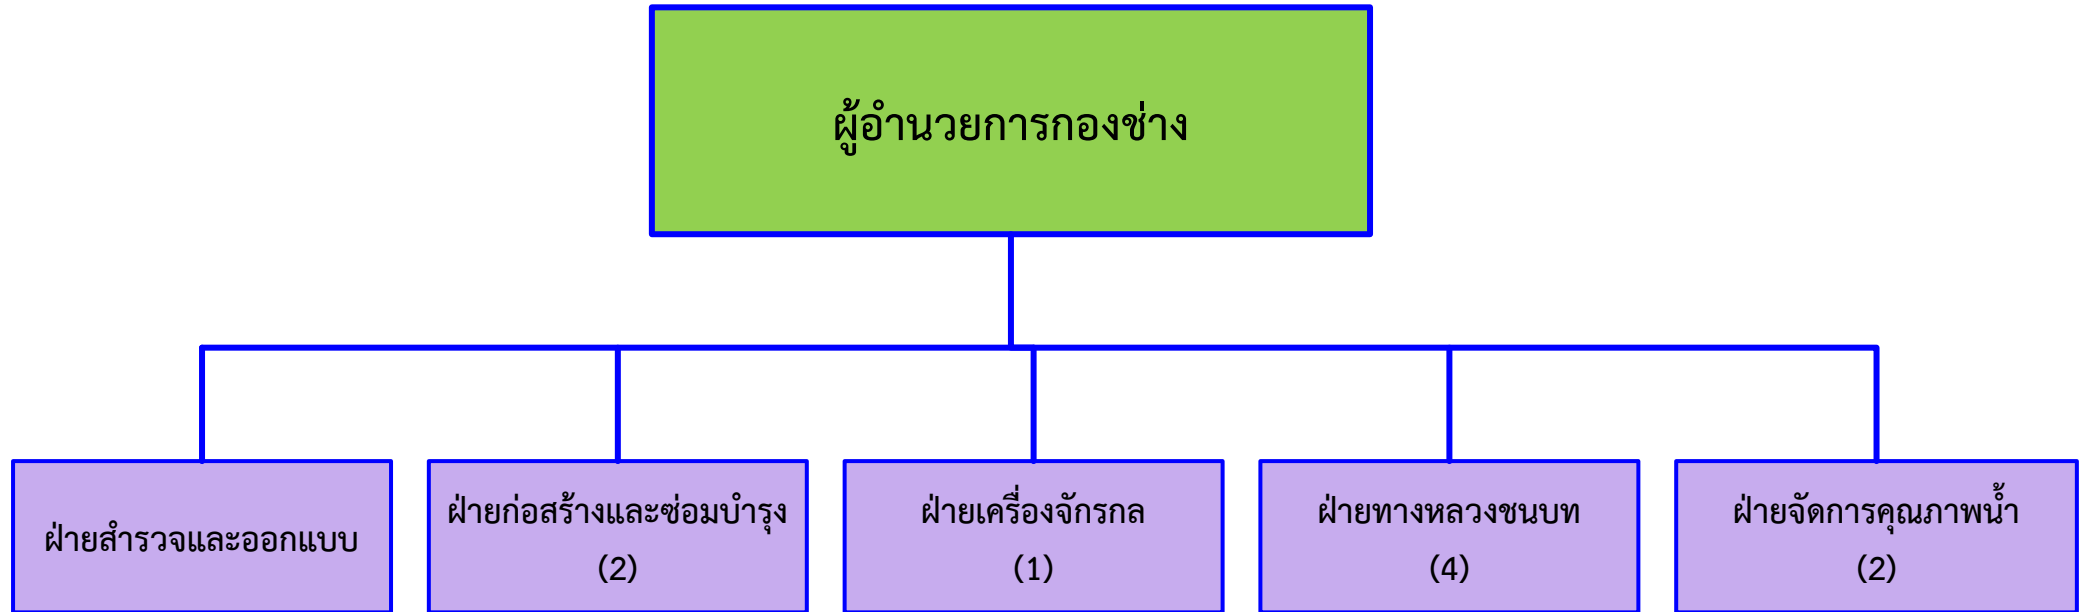 ผู้อำนวยการกองช่าง
ฝ่ายสำรวจและออกแบบ
ฝ่ายก่อสร้างและซ่อมบำรุง
(2)
ฝ่ายเครื่องจักรกล
(1)
ฝ่ายทางหลวงชนบท
(4)
ฝ่ายจัดการคุณภาพน้ำ
(2)